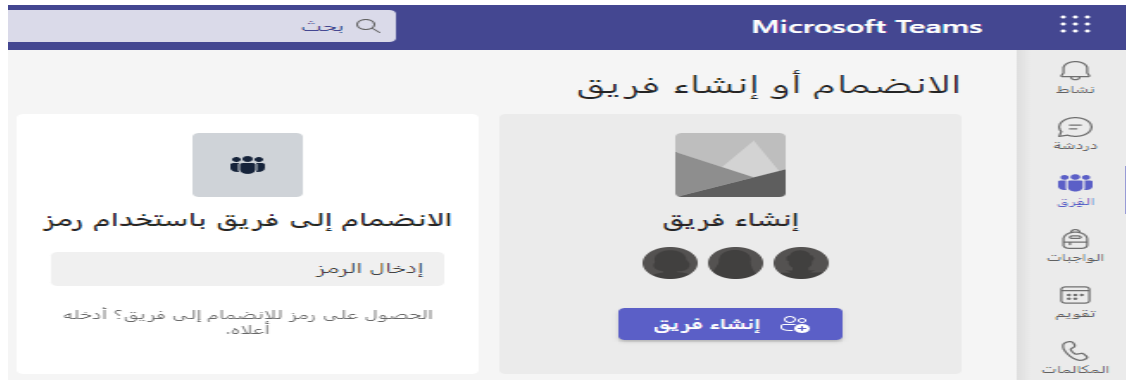 Microsoft Teams
بحث
نشاط
دردشة
الفرق
الواجبات
تقويم
المكالمات
الانضمام أو إنشاء فريق
إنشاء فريق
إنشاء فريق
الانضمام إلى فريق باستخدام رمز
إدخال الرمز
الحصول على رمز للانضمام إلى فريق؟ أدخله
أعلاه.